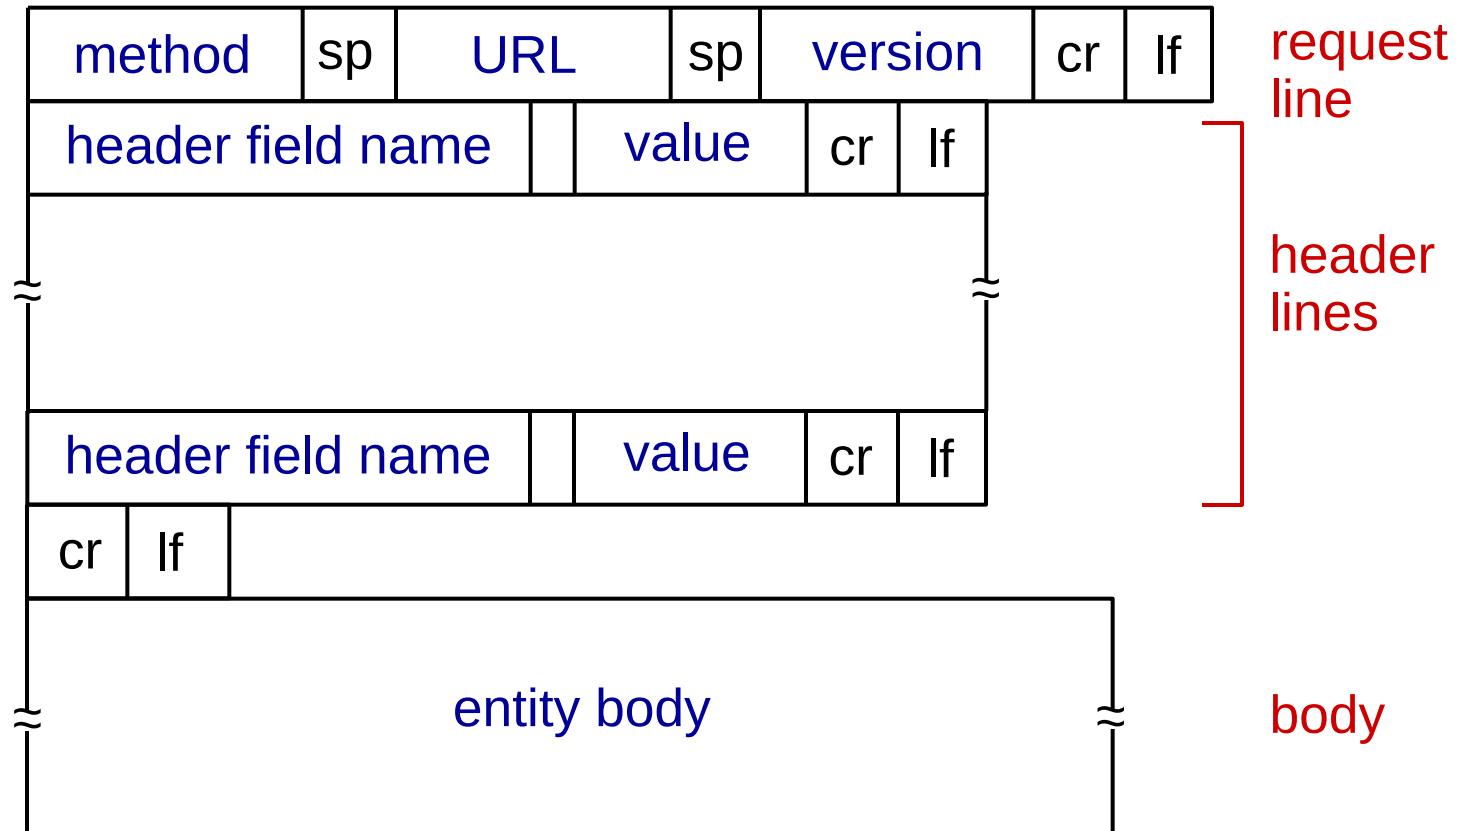 method sp URL sp version cr lf
request
line
header field name value cr lf
header
lines
header field name value cr lf
cr lf
entity body
body